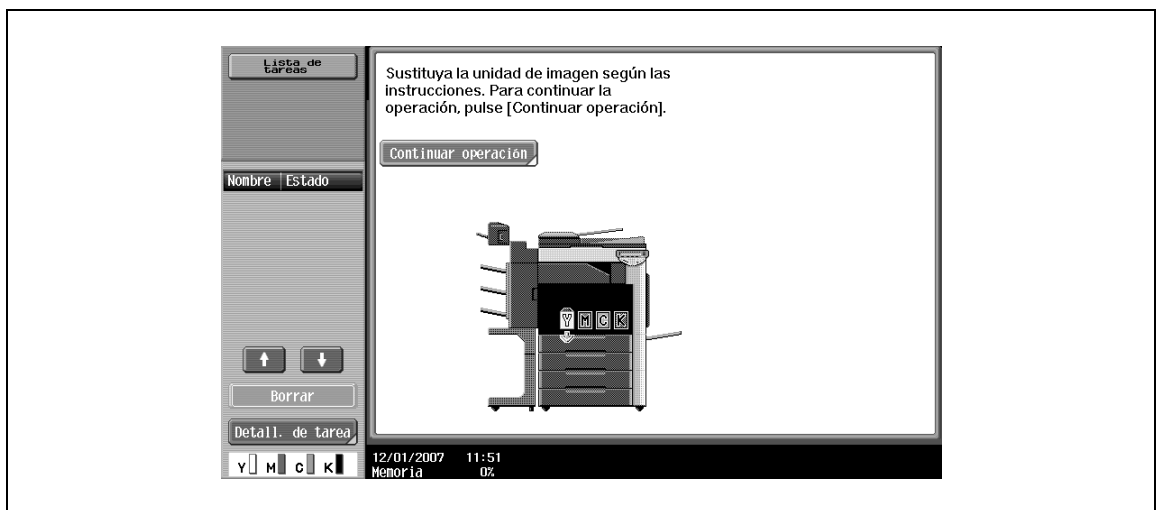 Lista de
tareas
Sustituya la unidad de imagen según las
instrucciones. Para continuar la
operación, pulse [Continuar operación].
Continuar operación
Nombre Estado
Y M C K
Borrar
Detall. de tarea
Y M C K
12/01/2007 11:51
Memoria 0%